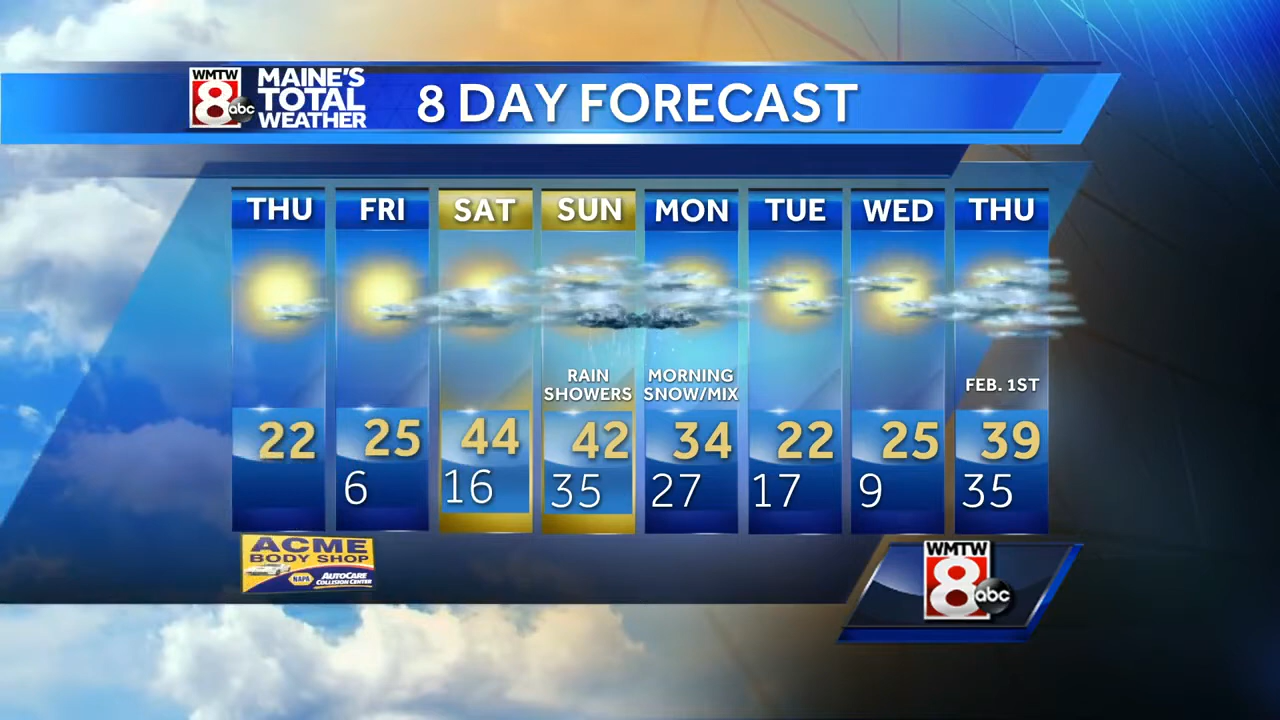 WMTW
8
abc
MAINE'S
TOTAL
WEATHER
8 DAY FORECAST
THU FRI SAT SUN MON TUE WED THU
RAIN
SHOWERS
MORNING
SNOW/MIX
FEB. 1ST
22 25 44 42 34 22 25 39
6 16 35 27 17 9 35
ACME
BODY SHOP
NAPA
AUTOCARE
COLLISION CENTER
WMTW
8
abc